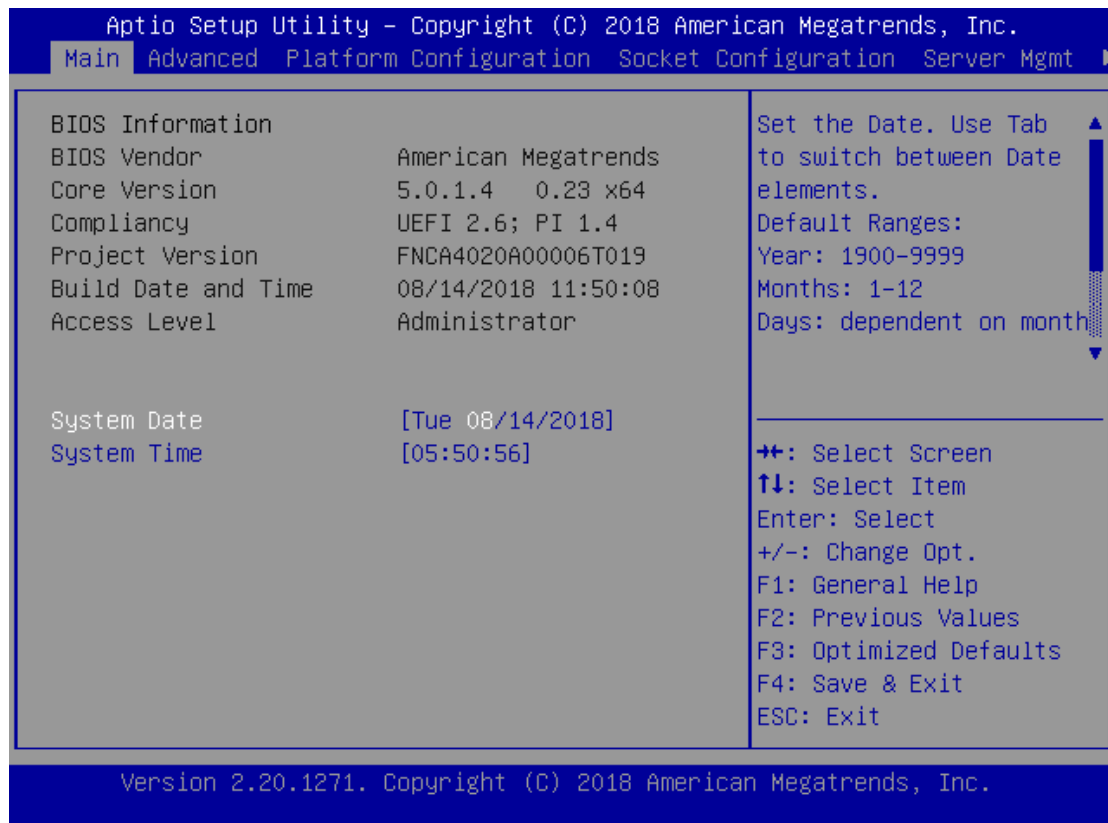 Aptio Setup Utility – Copyright (C) 2018 American Megatrends, Inc.
Main Advanced Platform Configuration Socket Configuration Server Mgmt
BIOS Information
BIOS Vendor American Megatrends
Core Version 5.0.1.4 0.23 x64
Compliancy UEFI 2.6; PI 1.4
Project Version FNCA4020A00006T019
Build Date and Time 08/14/2018 11:50:08
Access Level Administrator
System Date [Tue 08/14/2018]
System Time [05:50:56]
Set the Date. Use Tab
to switch between Date
elements.
Default Ranges:
Year: 1900-9999
Months: 1-12
Days: dependent on month
→←: Select Screen
↑↓: Select Item
Enter: Select
+/-: Change Opt.
F1: General Help
F2: Previous Values
F3: Optimized Defaults
F4: Save & Exit
ESC: Exit
Version 2.20.1271. Copyright (C) 2018 American Megatrends, Inc.